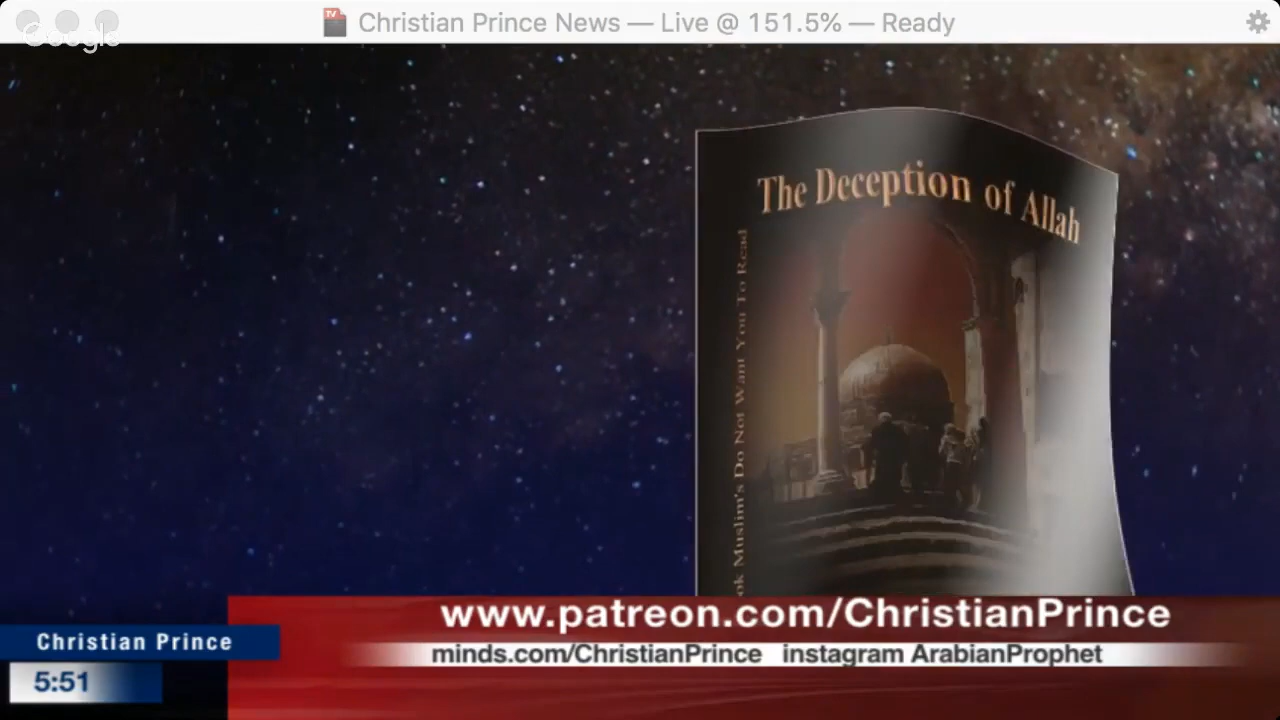 Christian Prince News — Live @ 151.5% — Ready
Google
The Deception of Allah
ok Muslim's Do Not Want You To Read
www.patreon.com/ChristianPrince
Christian Prince
minds.com/ChristianPrince instagram ArabianProphet
5:51